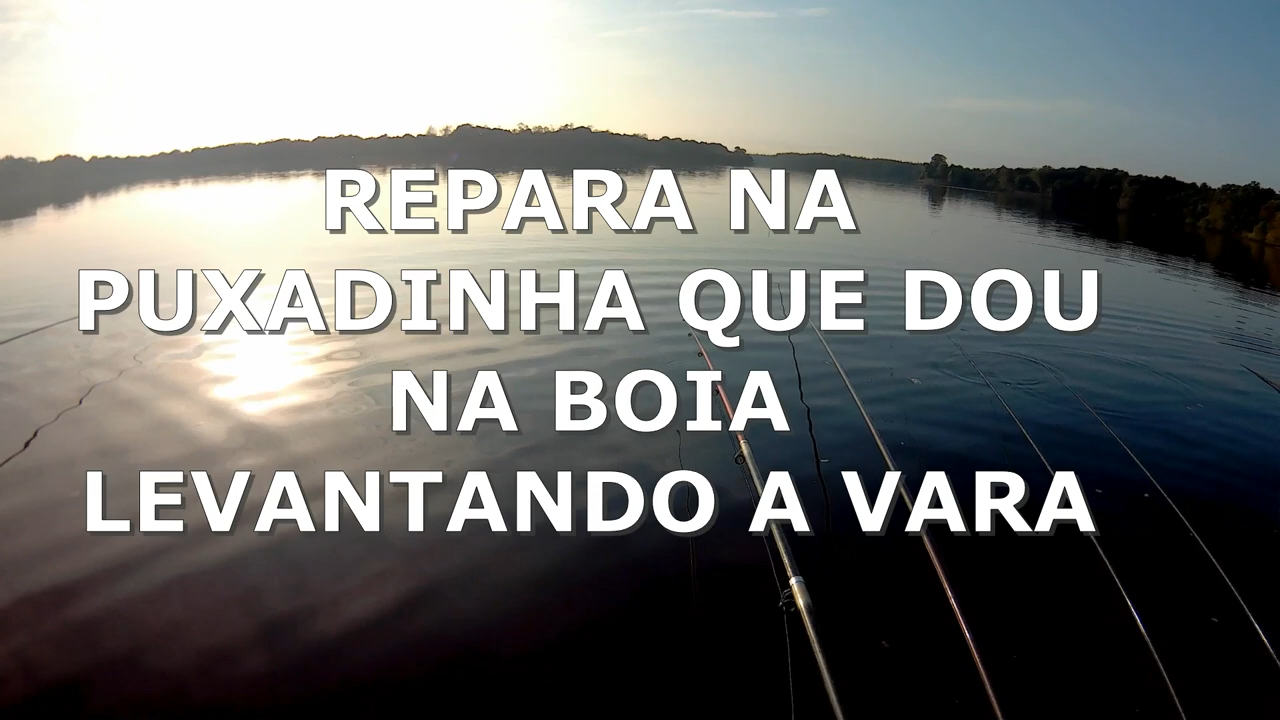 REPARA NA
PUXADINHA QUE DOU
NA BOIA
LEVANTANDO A VARA